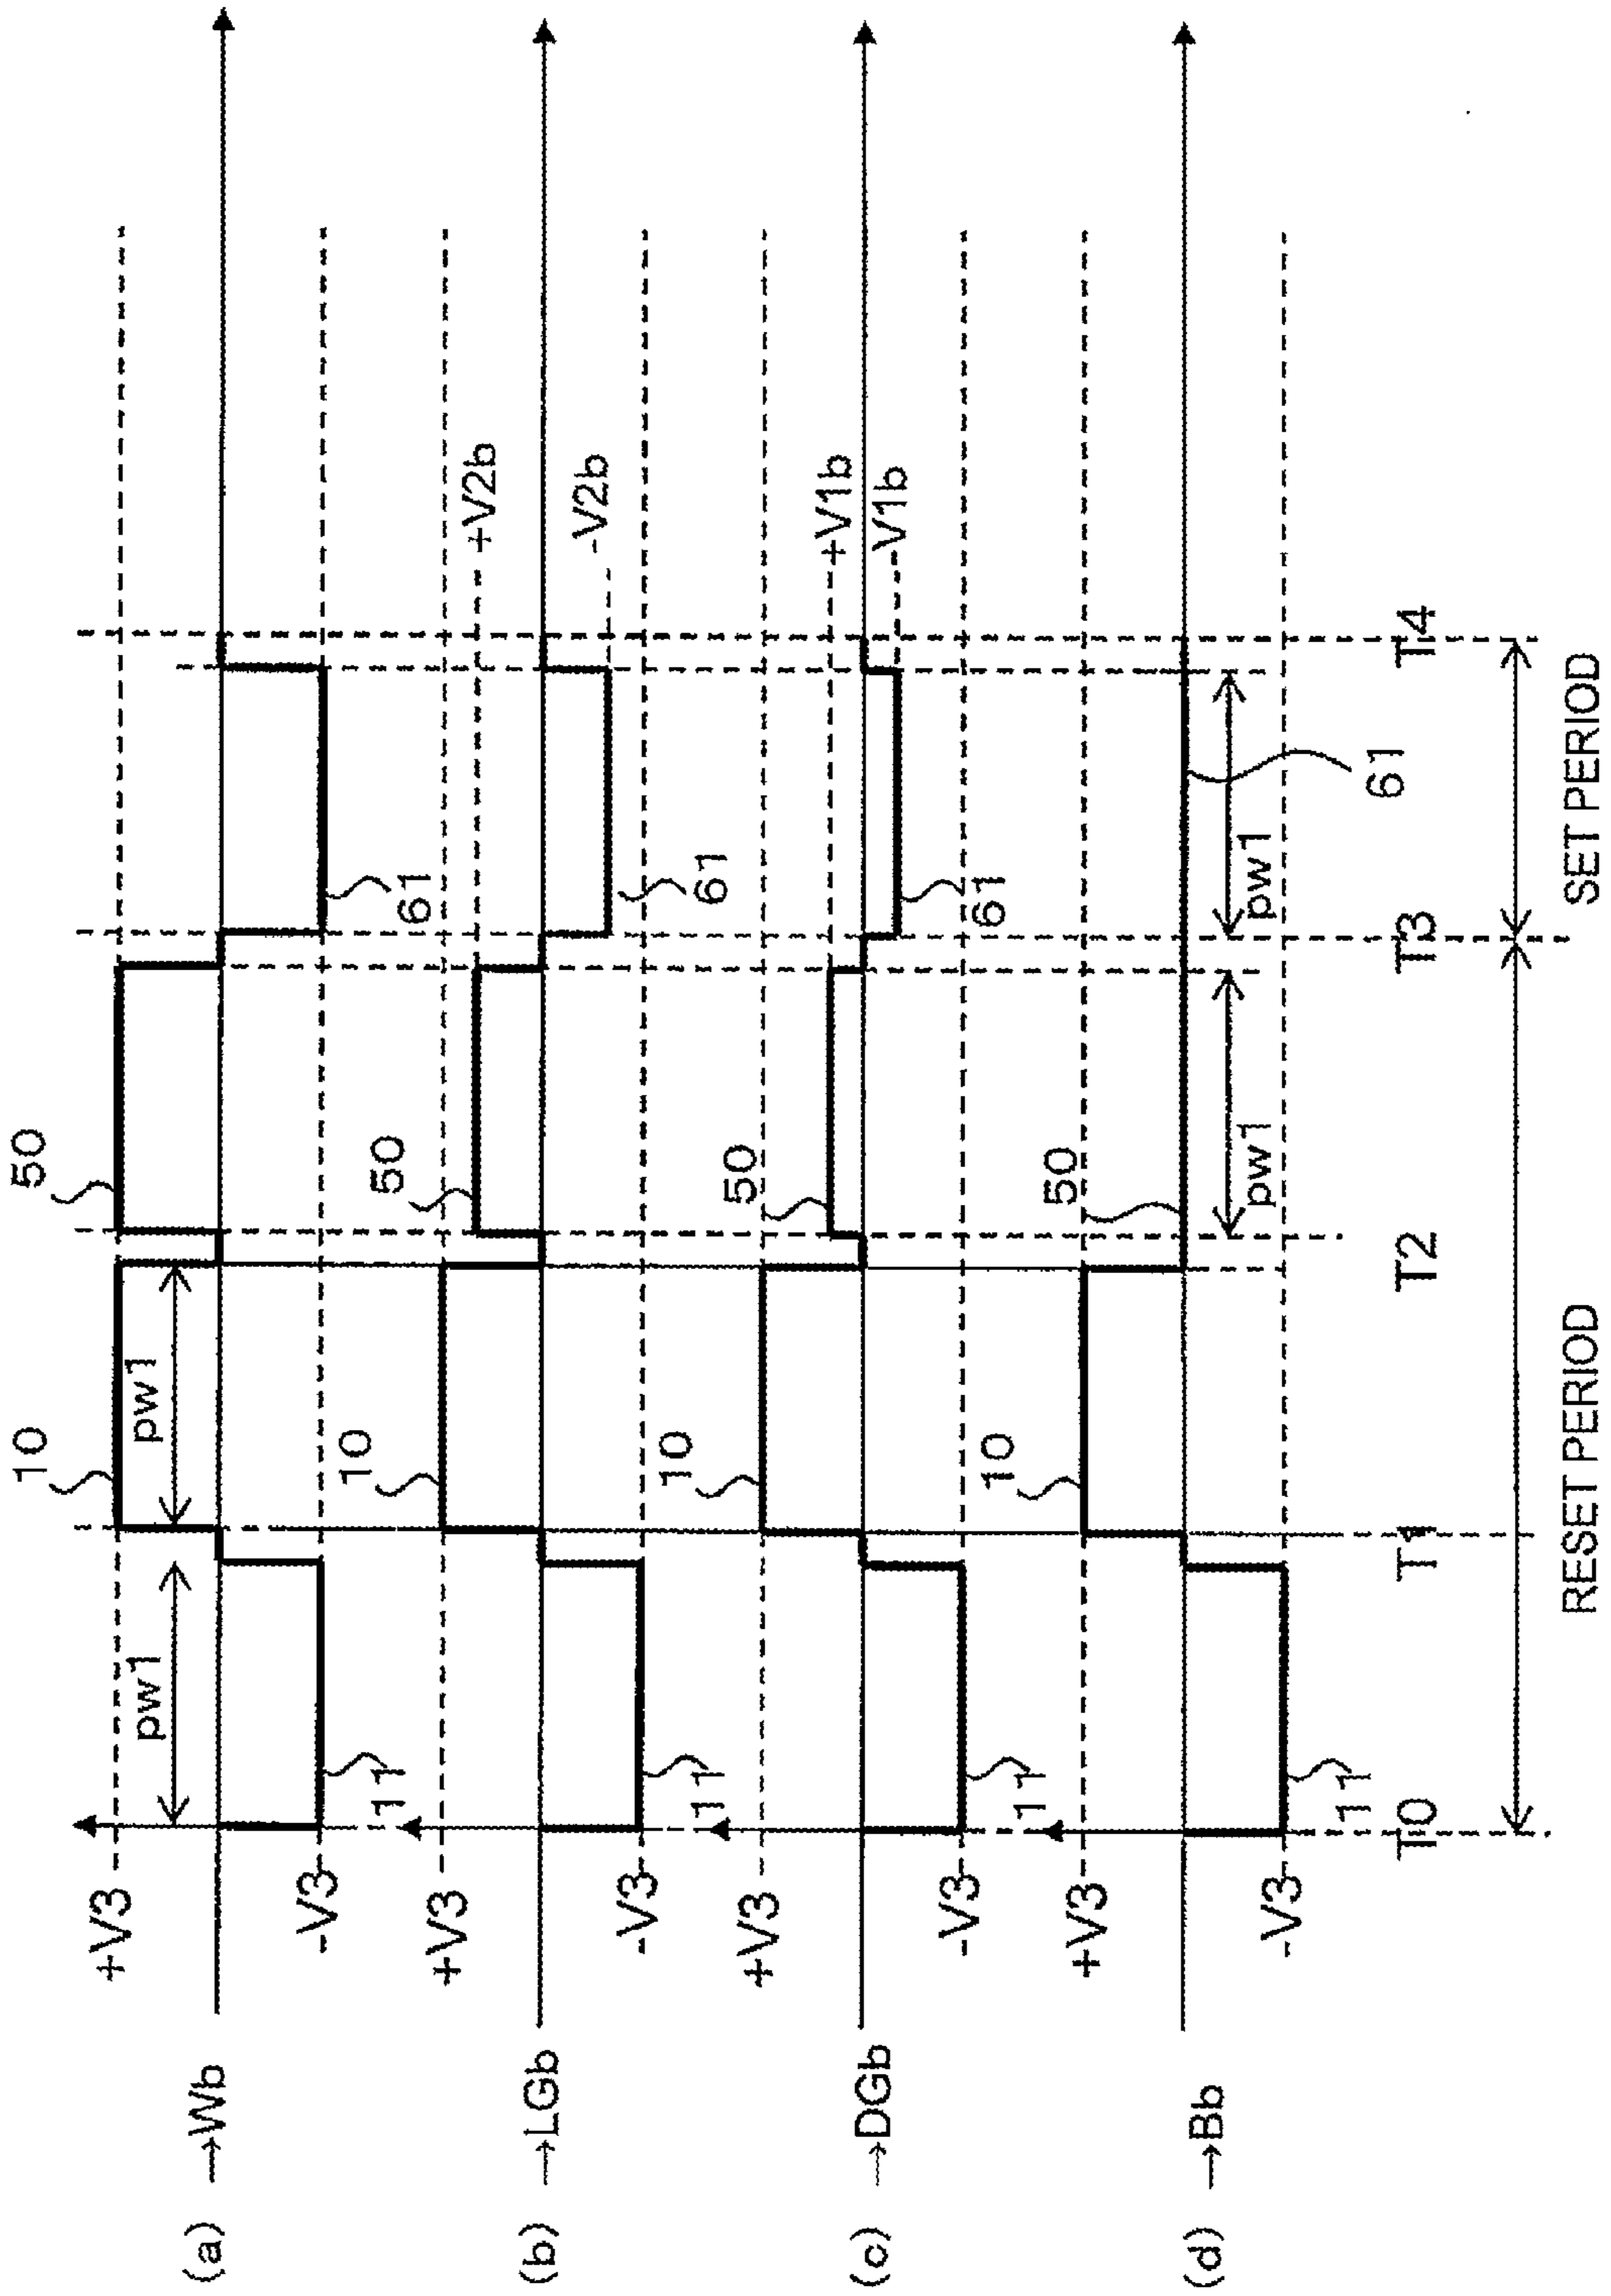 (a) →Wb
+V3
-V3
pw1
pw1
11
10
50
61
(b) →LGb
+V3
-V3
11
10
50
61
+V2b
-V2b
(c) →DGb
+V3
-V3
11
10
50
61
+V1b
-V1b
(d) →Bb
+V3
-V3
11
10
50
61
pw1
pw1
T0
T1
T2
T3
T4
RESET PERIOD
SET PERIOD